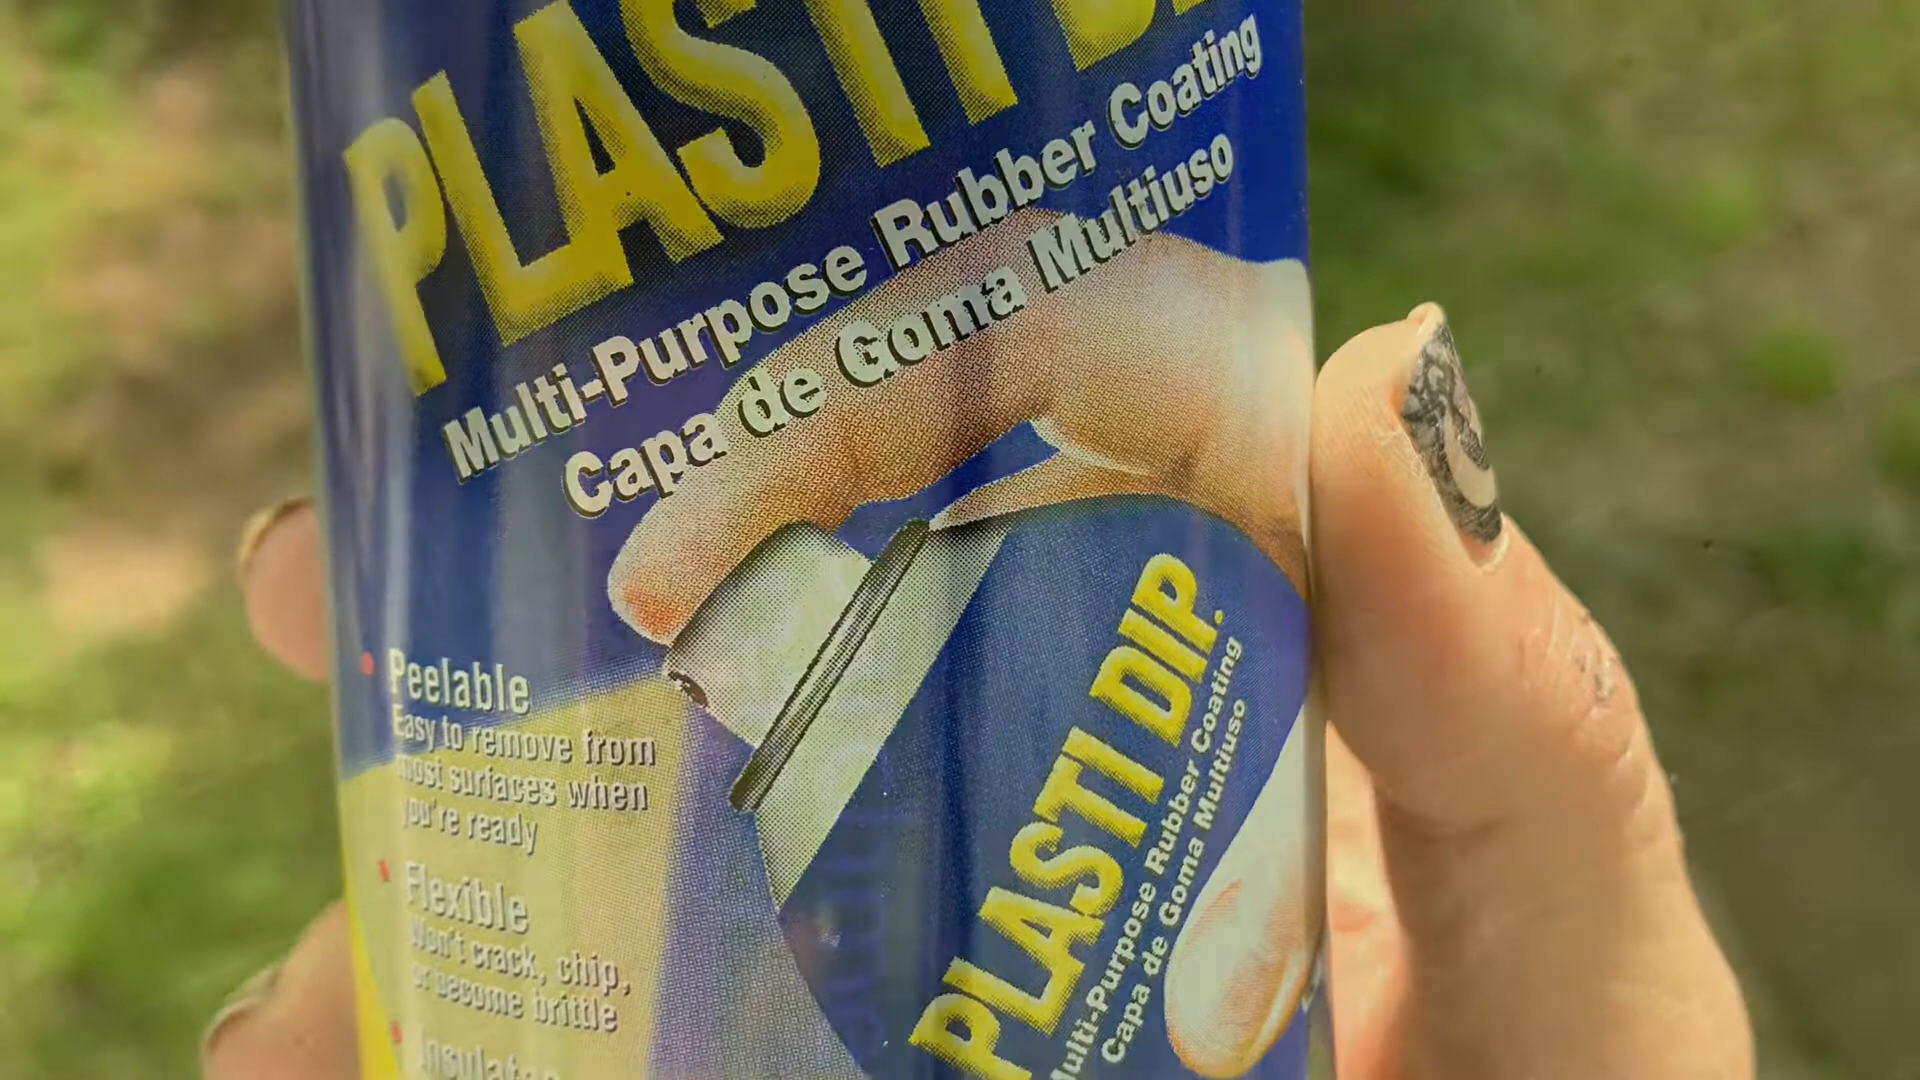 PLASTI D
Multi-Purpose Rubber Coating
Capa de Goma Multiuso
Peelable
Easy to remove from
most surfaces when
you're ready
Flexible
Won't crack, chip,
or become brittle
PLASTI DIP.
Multi-Purpose Rubber Coating
Capa de Goma Multiuso